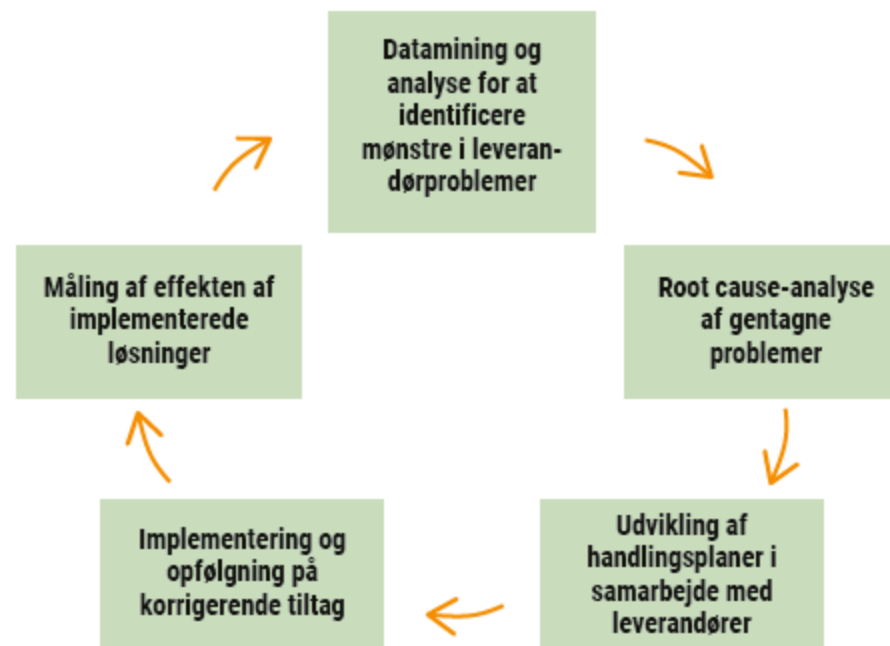 Datamining og
analyse for at
identificere
mønstre i leveran-
dørproblemer
Root cause-analyse
af gentagne
problemer
Udvikling af
handlingsplaner i
samarbejde med
leverandører
Implementering og
opfølgning på
korrigerende tiltag
Måling af effekten af
implementerede
løsninger